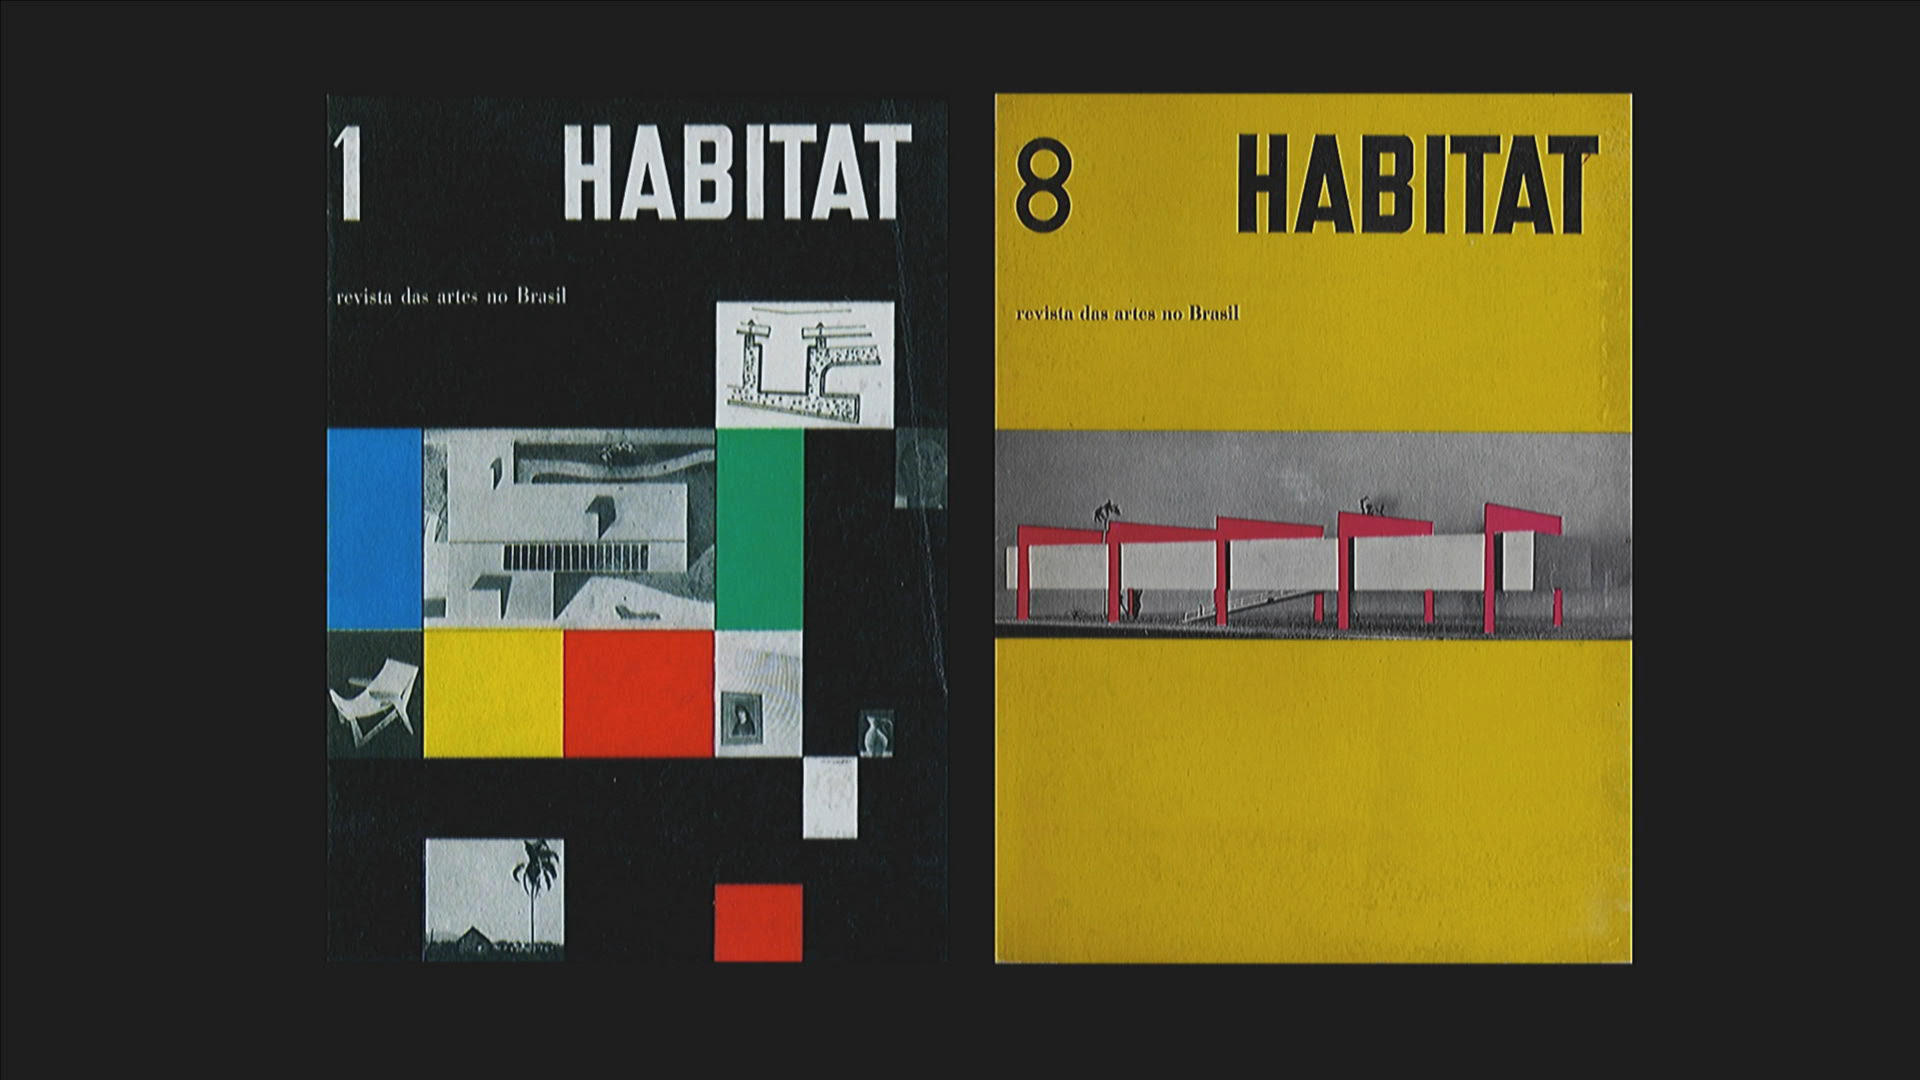 1 HABITAT
revista das artes no Brasil
8 HABITAT
revista das artes no Brasil